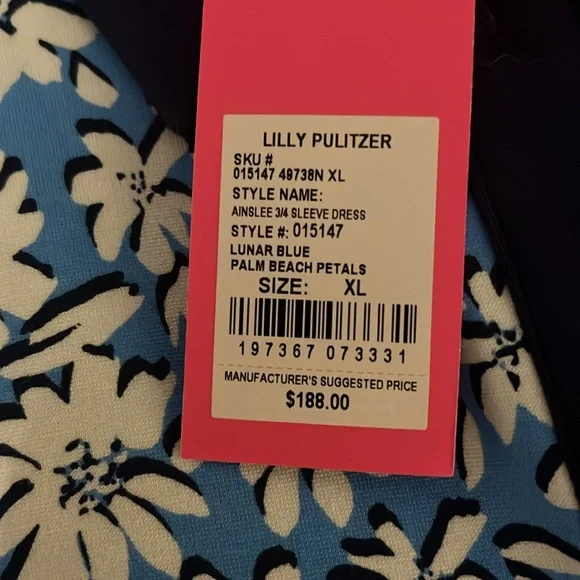 LILLY PULITZER
SKU #
015147 49738N XL
STYLE NAME:
AINSLEE 3/4 SLEEVE DRESS
STYLE #: 015147
LUNAR BLUE
PALM BEACH PETALS
SIZE: XL
197367 073331
MANUFACTURER'S SUGGESTED PRICE
$188.00